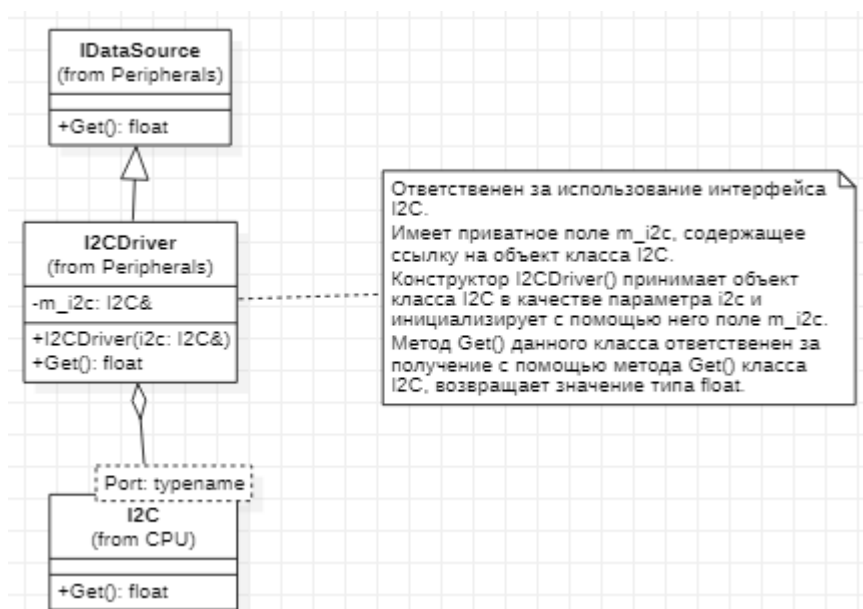 IDataSource
(from Peripherals)
+Get(): float
I2CDriver
(from Peripherals)
-m_i2c: I2C&
+I2CDriver(i2c: I2C&)
+Get(): float
Ответственен за использование интерфейса
I2C.
Имеет приватное поле m_i2c, содержащее
ссылку на объект класса I2C.
Конструктор I2CDriver() принимает объект
класса I2C в качестве параметра i2c и
инициализирует с помощью него поле m_i2c.
Метод Get() данного класса ответственен за
получение с помощью метода Get() класса
I2C, возвращает значение типа float.
Port: typename
I2C
(from CPU)
+Get(): float